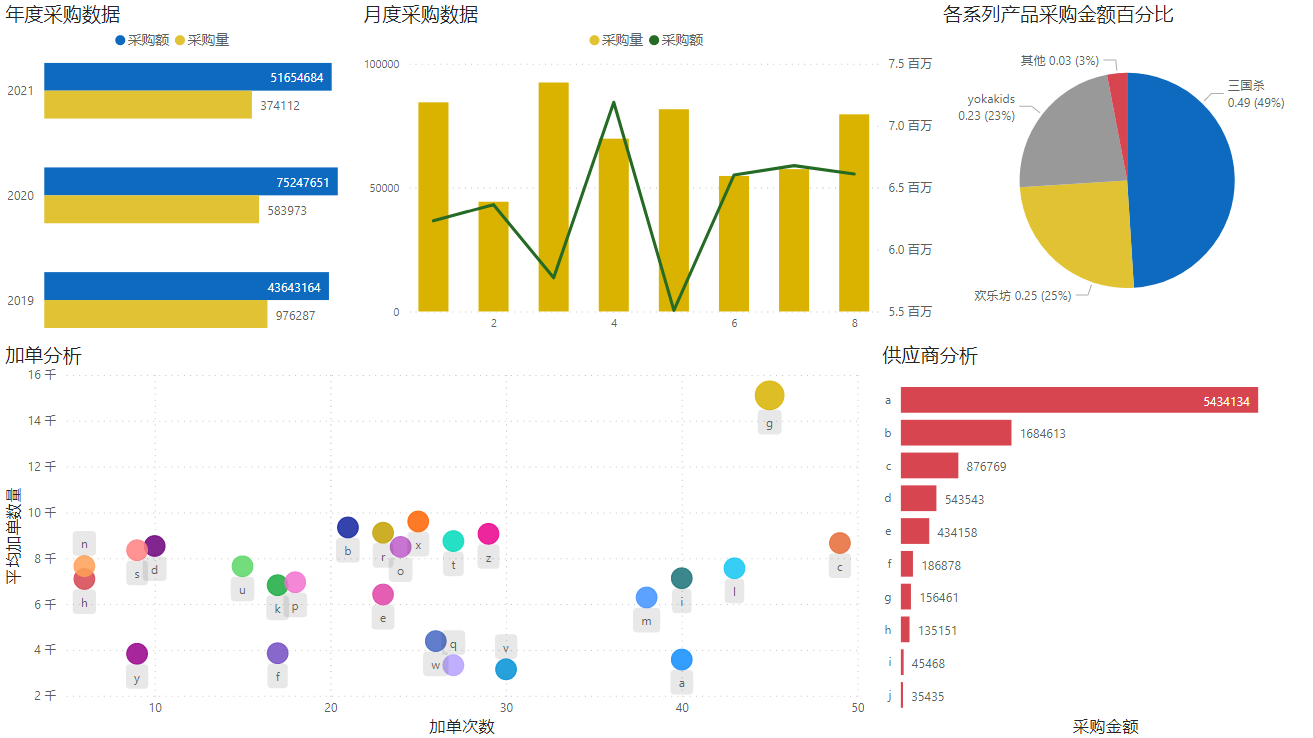 年度采购数据
采购额 采购量
2021
51654684
374112
2020
75247651
583973
2019
43643164
976287
月度采购数据
采购量 采购额
100000
50000
0
7.5 百万
7.0 百万
6.5 百万
6.0 百万
5.5 百万
2 4 6 8
各系列产品采购金额百分比
其他 0.03 (3%)
三国杀
0.49 (49%)
yokakids
0.23 (23%)
欢乐坊 0.25 (25%)
加单分析
平均加单数量
16 千
14 千
12 千
10 千
8 千
6 千
4 千
2 千
g
n
h
s
d
y
u
k
p
f
b
r
o
x
e
t
z
w
q
v
m
i
l
a
c
10 20 30 40 50
加单次数
供应商分析
a 5434134
b 1684613
c 876769
d 543543
e 434158
f 186878
g 156461
h 135151
i 45468
j 35435
采购金额